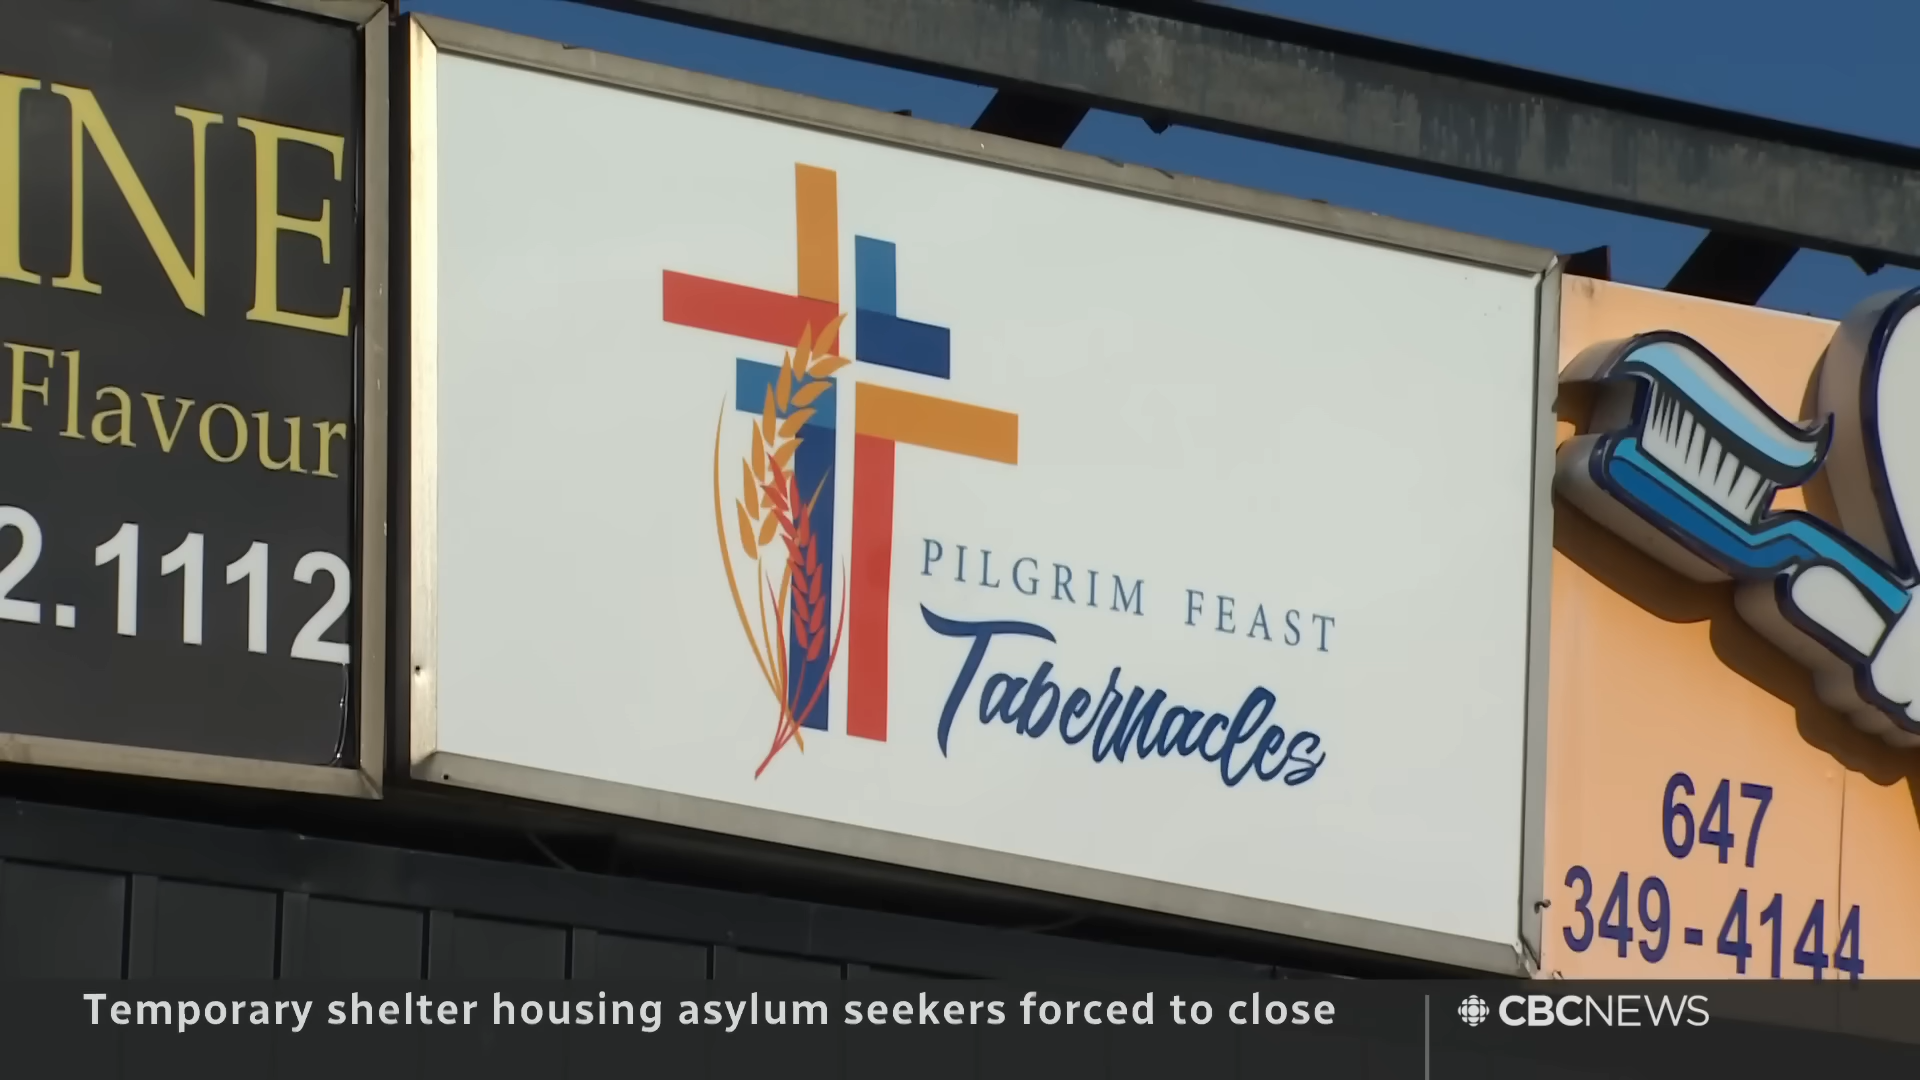 INE
Flavour
2.1112
PILGRIM FEAST
Tabernacles
647
349-4144
Temporary shelter housing asylum seekers forced to close
CBCNEWS